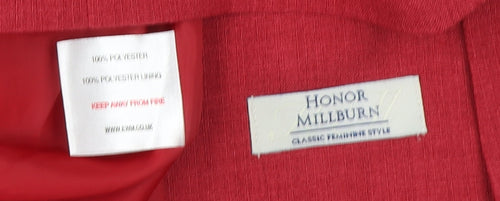 100% POLYESTER
100% POLYESTER LINING
KEEP AWAY FROM FIRE
WWW.EWM.CO.UK
HONOR
MILLBURN
CLASSIC FEMININE STYLE